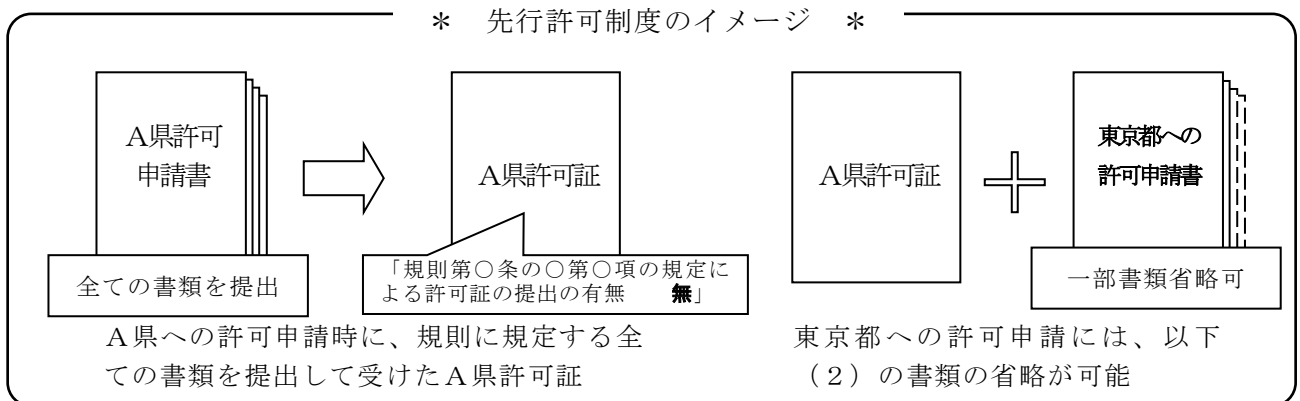 ＊ 先行許可制度のイメージ ＊
A県許可
申請書
全ての書類を提出
A県許可証
「規則第○条の○第○項の規定に
よる許可証の提出の有無 無」
A県への許可申請時に、規則に規定する全
ての書類を提出して受けたA県許可証
A県許可証
東京都への
許可申請書
一部書類省略可
東京都への許可申請には、以下
（２）の書類の省略が可能